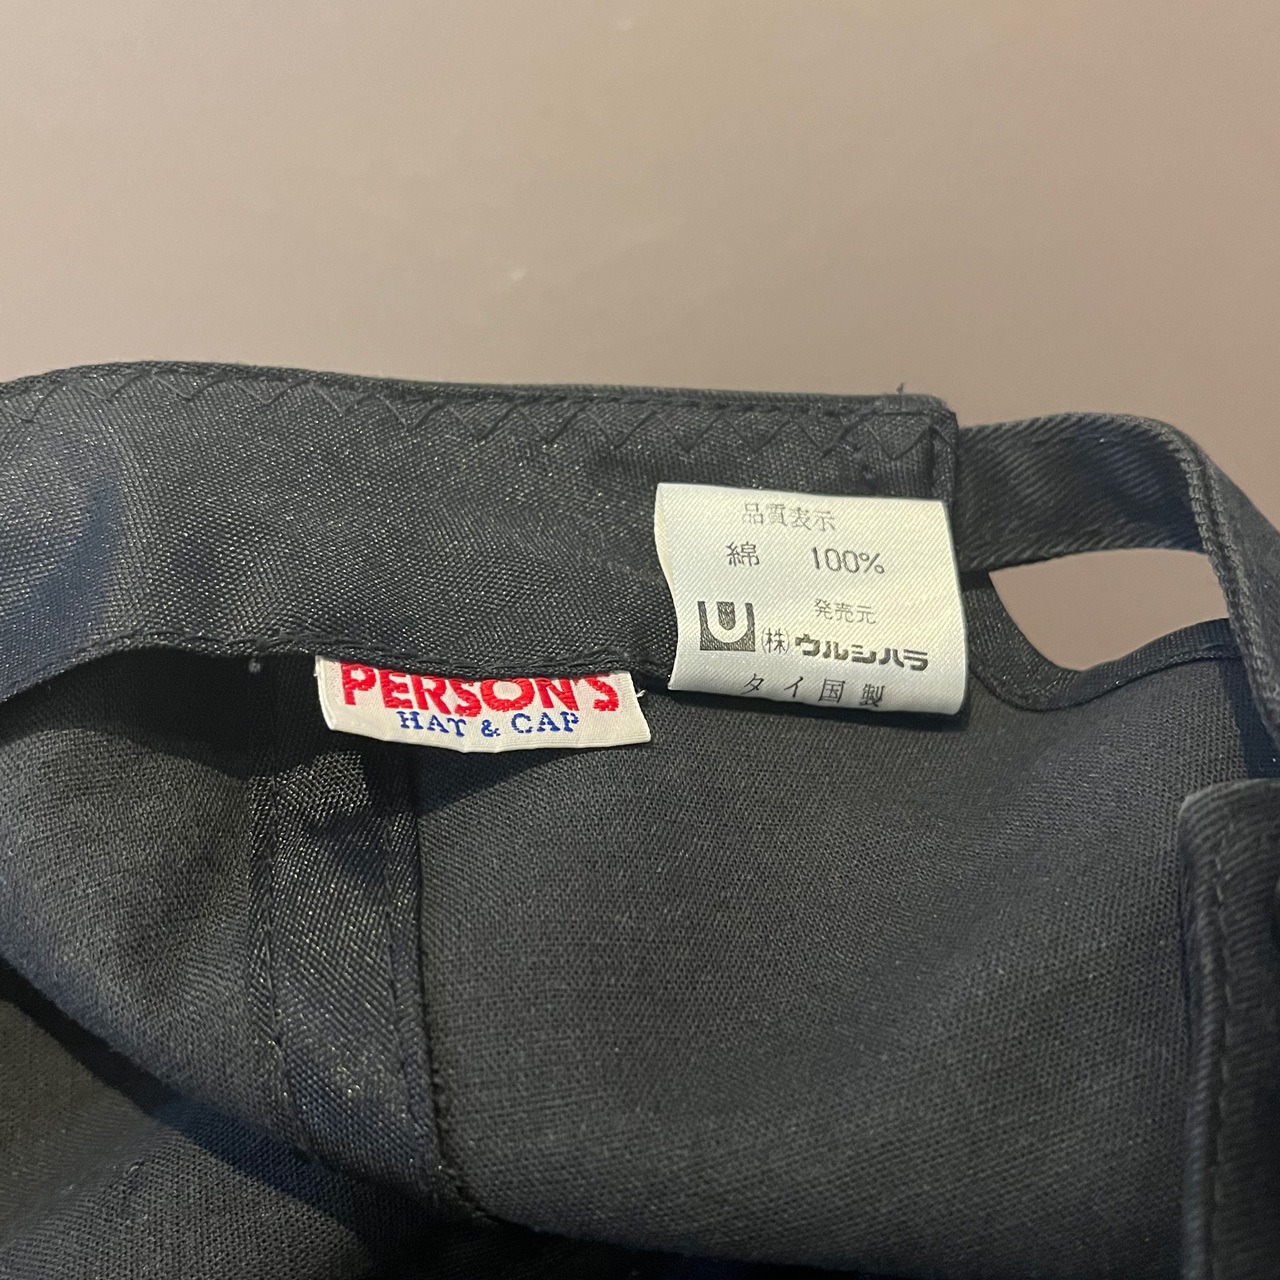 品質表示
綿 100%
発売元
(株)ウルシハラ
タイ国製
PERSON'S
HAT & CAP